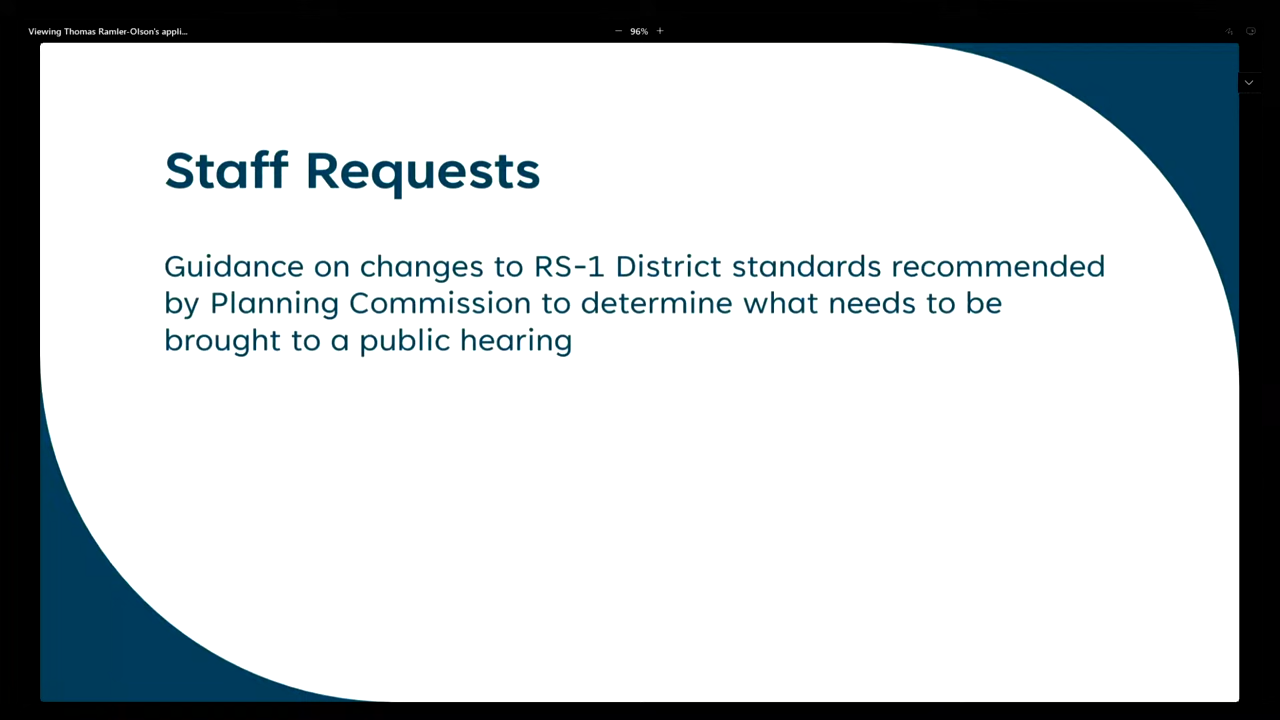 Viewing Thomas Ramler-Olson's appli...
96%
Staff Requests
Guidance on changes to RS-1 District standards recommended
by Planning Commission to determine what needs to be
brought to a public hearing